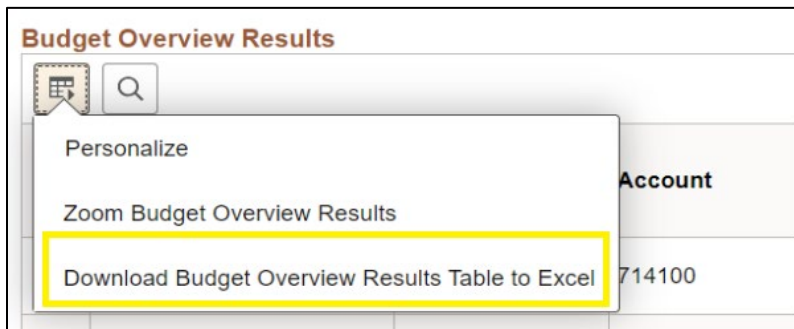 Budget Overview Results
Personalize
Account
Zoom Budget Overview Results
Download Budget Overview Results Table to Excel
714100